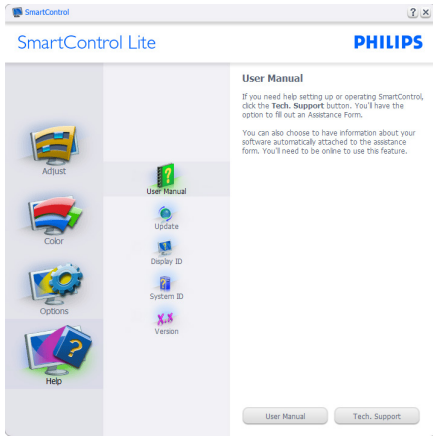 SmartControl
? ×
SmartControl Lite
PHILIPS
Adjust
Color
Options
Help
User Manual
Update
Display ID
System ID
X.X
Version
User Manual
If you need help setting up or operating SmartControl,
click the Tech. Support button. You'll have the
option to fill out an Assistance Form.
You can also choose to have information about your
software automatically attached to the assistance
form. You'll need to be online to use this feature.
User Manual
Tech. Support